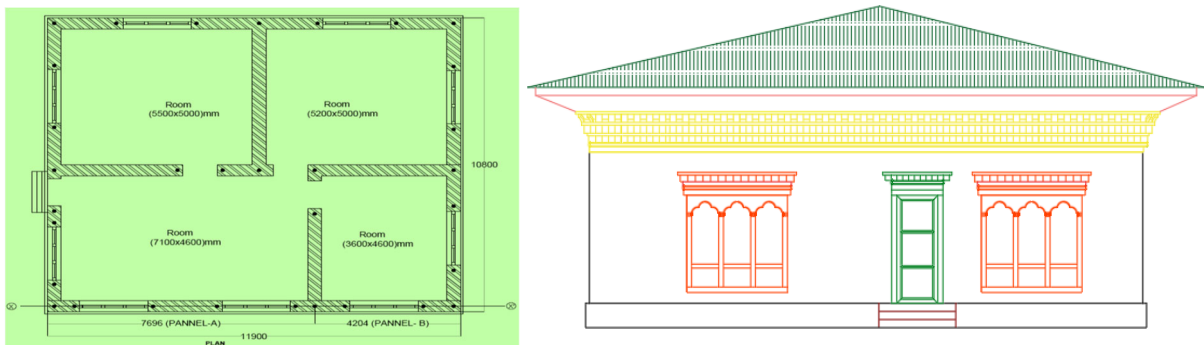 Room
(5500x5000)mm
Room
(5200x5000)mm
10800
Room
(7100x4600)mm
Room
(3600x4600)mm
7696 (PANNEL-A)
4204 (PANNEL- B)
11900
PLAN